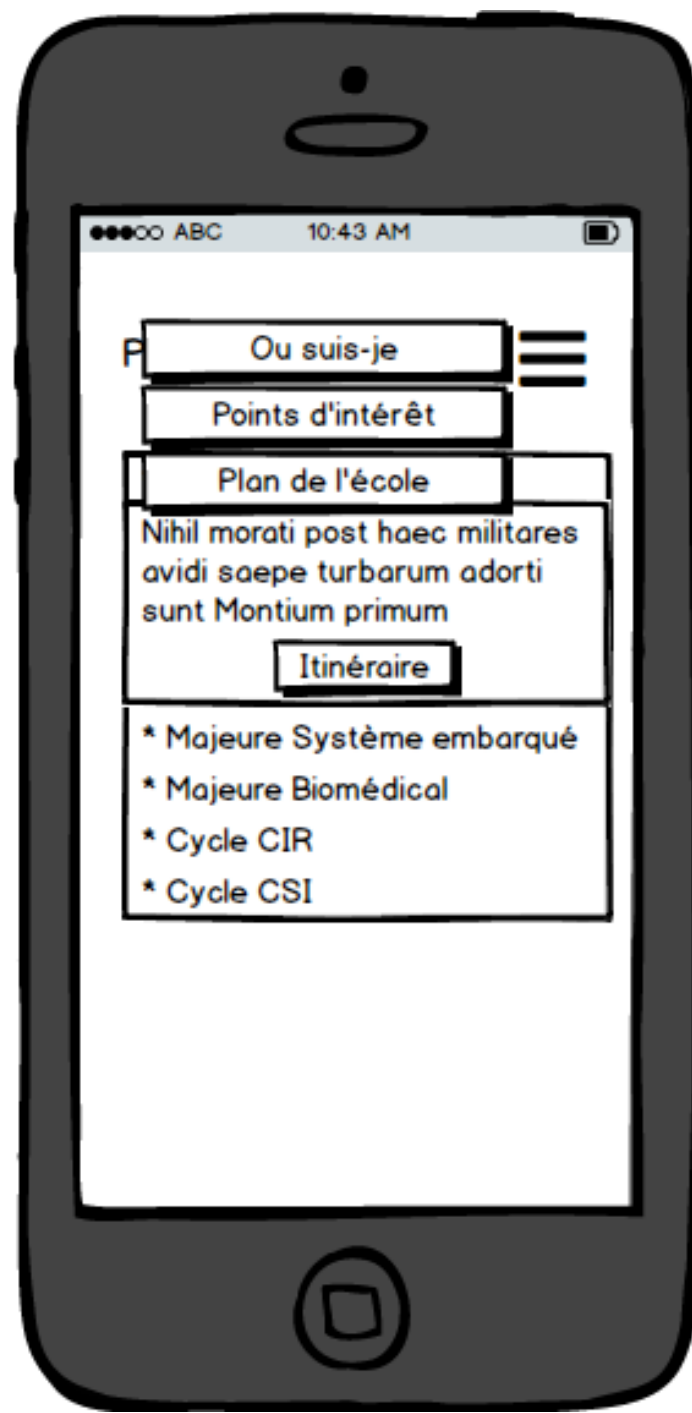 ABC 10:43 AM
P Ou suis-je
Points d'intérêt
Plan de l'école
Nihil morati post haec militares
avidi saepe turbarum adorti
sunt Montium primum
Itinéraire
* Majeure Système embarqué
* Majeure Biomédical
* Cycle CIR
* Cycle CSI